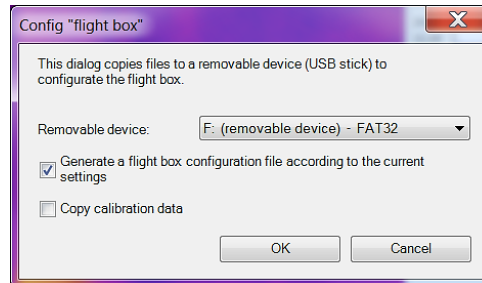 Config "flight box"
This dialog copies files to a removable device (USB stick) to
configurate the flight box.
Removable device: F: (removable device) - FAT32
Generate a flight box configuration file according to the current
settings
Copy calibration data
OK Cancel